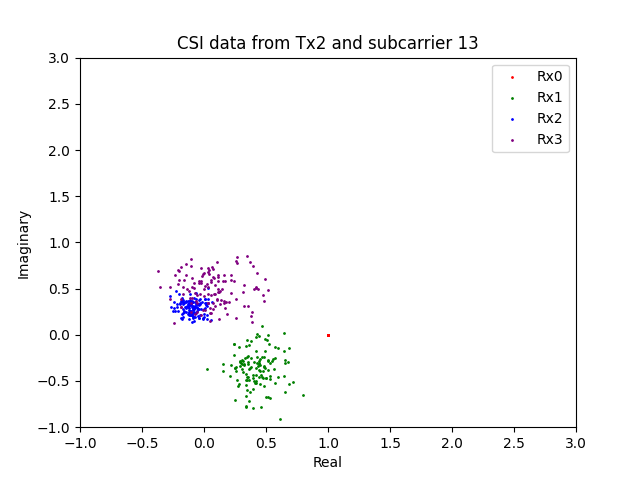 CSI data from Tx2 and subcarrier 13
3.0
2.5
2.0
1.5
1.0
0.5
0.0
−0.5
−1.0
Imaginary
Rx0
Rx1
Rx2
Rx3
−1.0 −0.5 0.0 0.5 1.0 1.5 2.0 2.5 3.0
Real